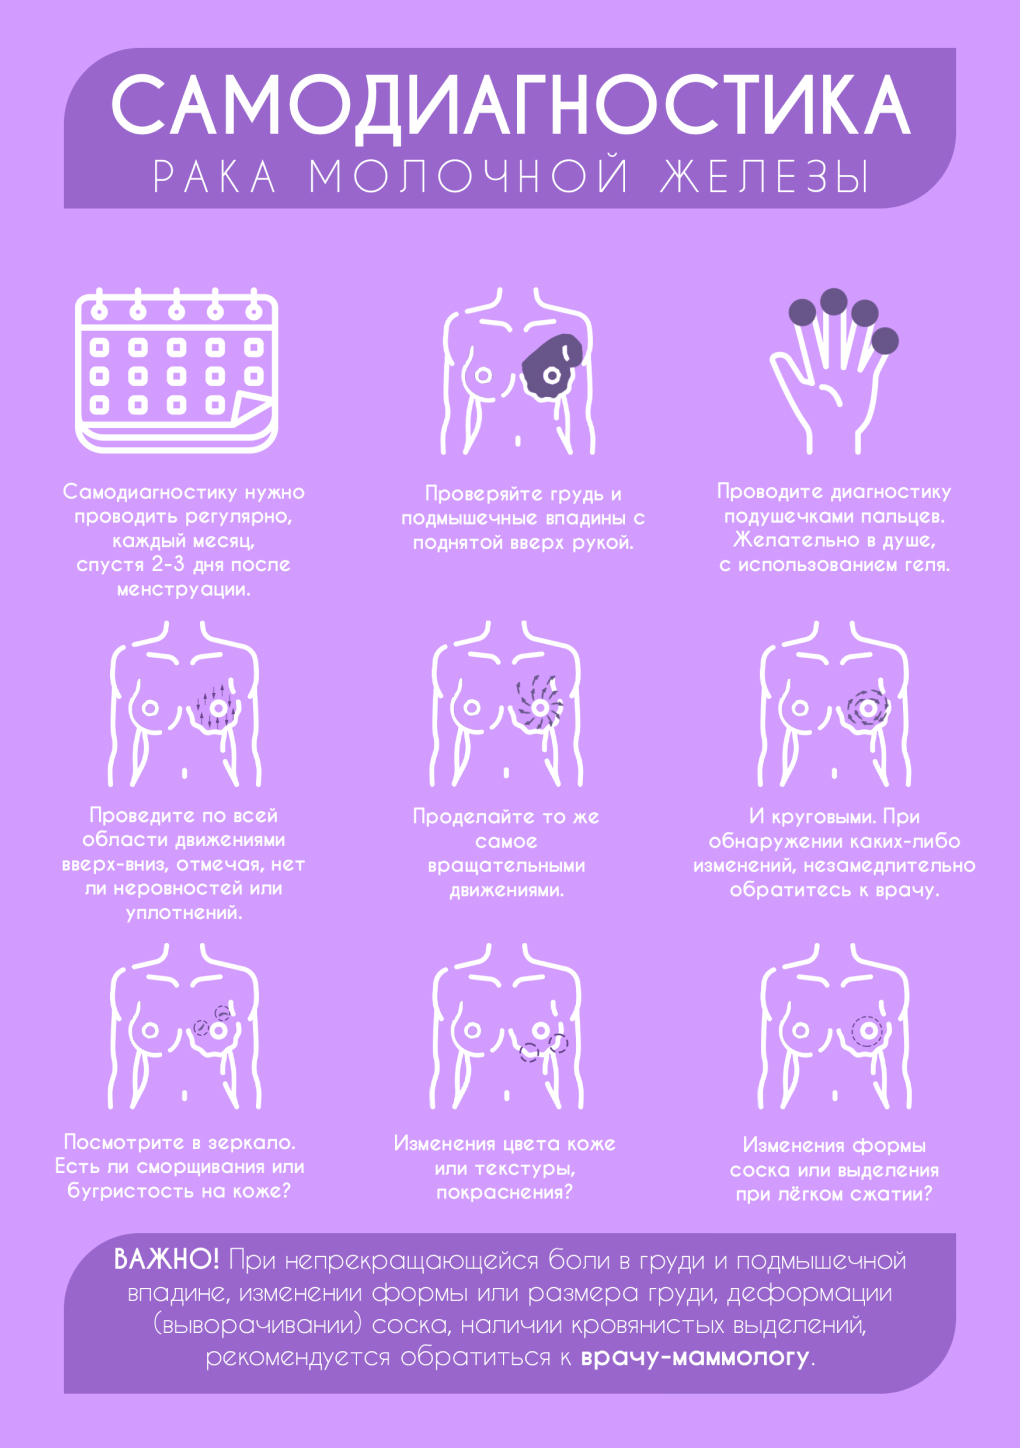 САМОДИАГНОСТИКА
РАКА МОЛОЧНОЙ ЖЕЛЕЗЫ
Самодиагностику нужно
проводить регулярно,
каждый месяц,
спустя 2-3 дня после
менструации.
Проверяйте грудь и
подмышечные впадины с
поднятой вверх рукой.
Проводите диагностику
подушечками пальцев.
Желательно в душе,
с использованием геля.
Проведите по всей
области движениями
вверх-вниз, отмечая, нет
ли неровностей или
уплотнений.
Проделайте то же
самое
вращательными
движениями.
И круговыми. При
обнаружении каких-либо
изменений, незамедлительно
обратитесь к врачу.
Посмотрите в зеркало.
Есть ли сморщивания или
бугристость на коже?
Изменения цвета коже
или текстуры,
покраснения?
Изменения формы
соска или выделения
при лёгком сжатии?
ВАЖНО! При непрекращающейся боли в груди и подмышечной
впадине, изменении формы или размера груди, деформации
(выворачивании) соска, наличии кровянистых выделений,
рекомендуется обратиться к врачу-маммологу.